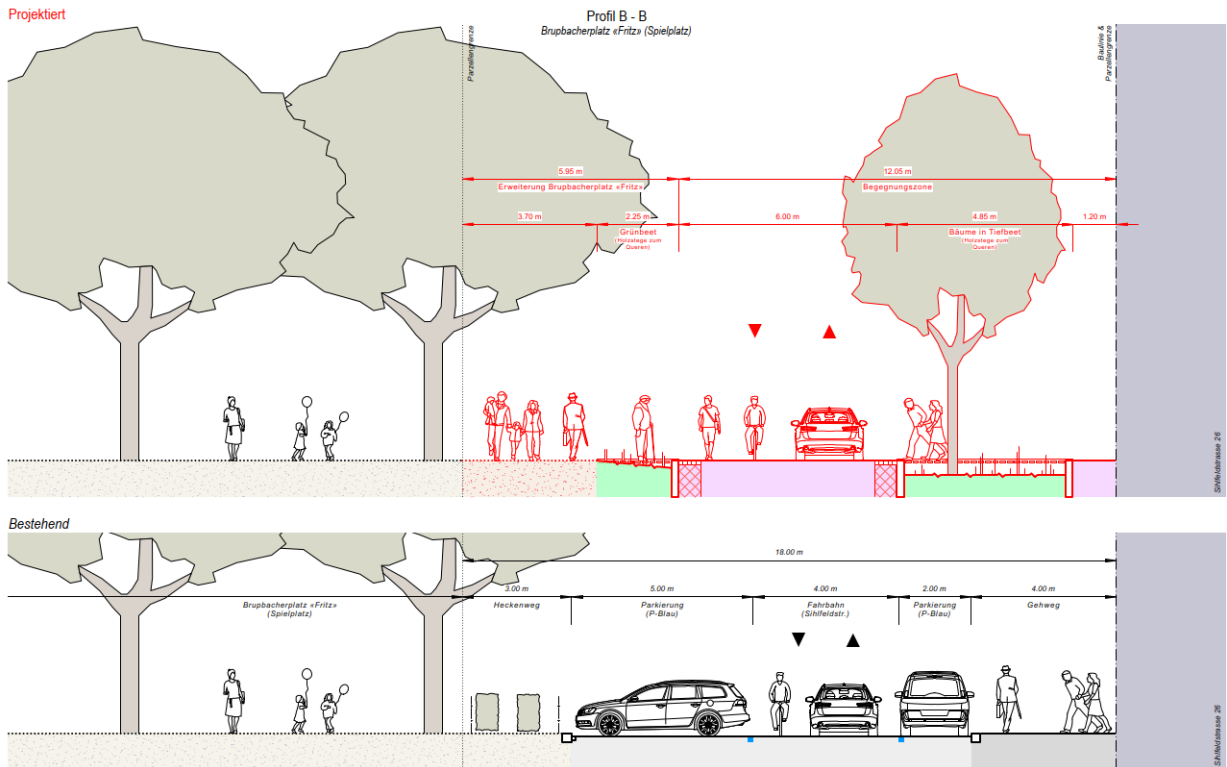 Projektiert
Profil B - B
Brupbacherplatz «Fritz» (Spielplatz)
Parzellengrenze
Baulinie &
Parzellengrenze
5.95 m
Erweiterung Brupbacherplatz «Fritz»
12.05 m
Begegnungszone
3.70 m
2.25 m
Grünbeet
(Holzstege zum
Queren)
6.00 m
4.85 m
Bäume in Tiefbeet
(Holzstege zum
Queren)
1.20 m
Sihlfeldstrasse 26
Bestehend
18.00 m
Brupbacherplatz «Fritz»
(Spielplatz)
3.00 m
Heckenweg
5.00 m
Parkierung
(P-Blau)
4.00 m
Fahrbahn
(Sihlfeldstr.)
2.00 m
Parkierung
(P-Blau)
4.00 m
Gehweg
Sihlfeldstrasse 26